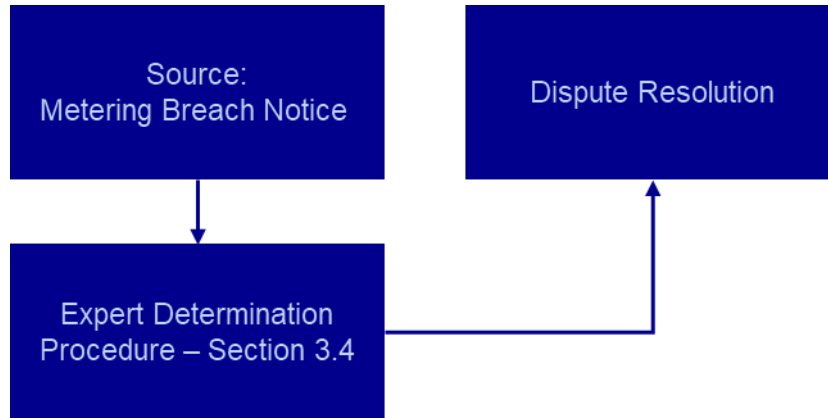 Source:
Metering Breach Notice
Dispute Resolution
Expert Determination
Procedure – Section 3.4